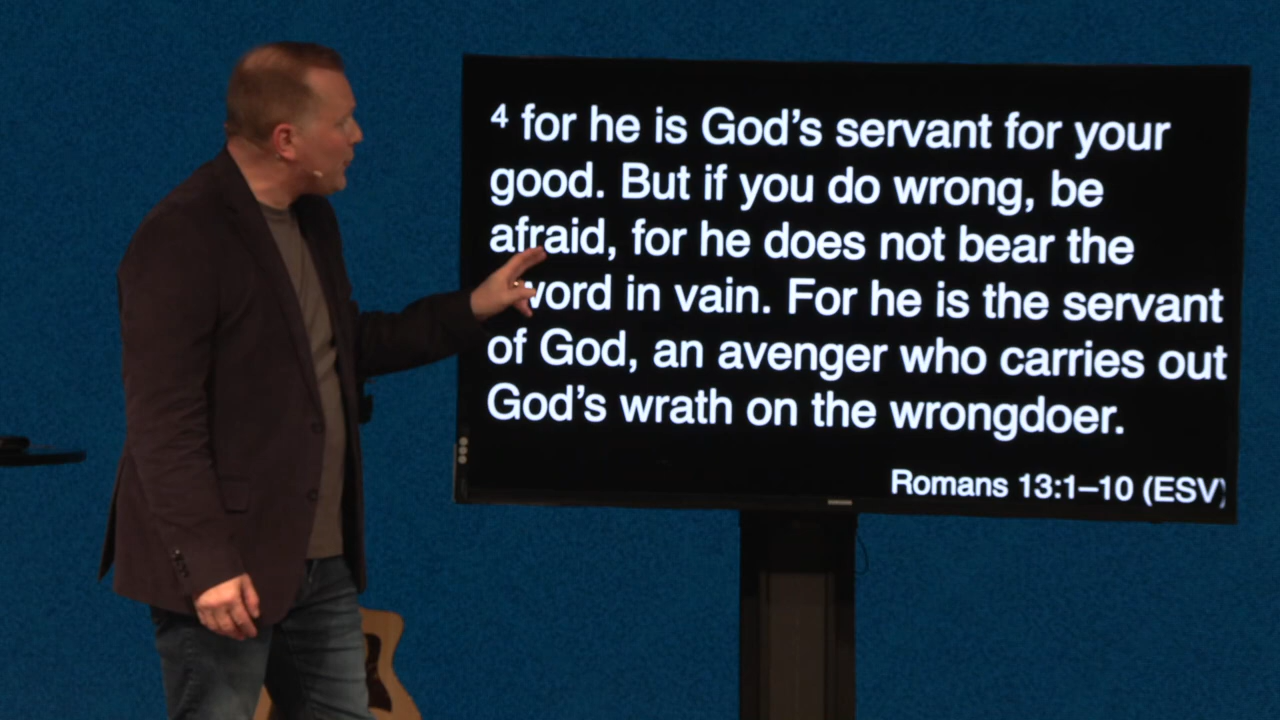 4 for he is God's servant for your
good. But if you do wrong, be
afraid, for he does not bear the
word in vain. For he is the servant
of God, an avenger who carries out
God's wrath on the wrongdoer.
Romans 13:1–10 (ESV)